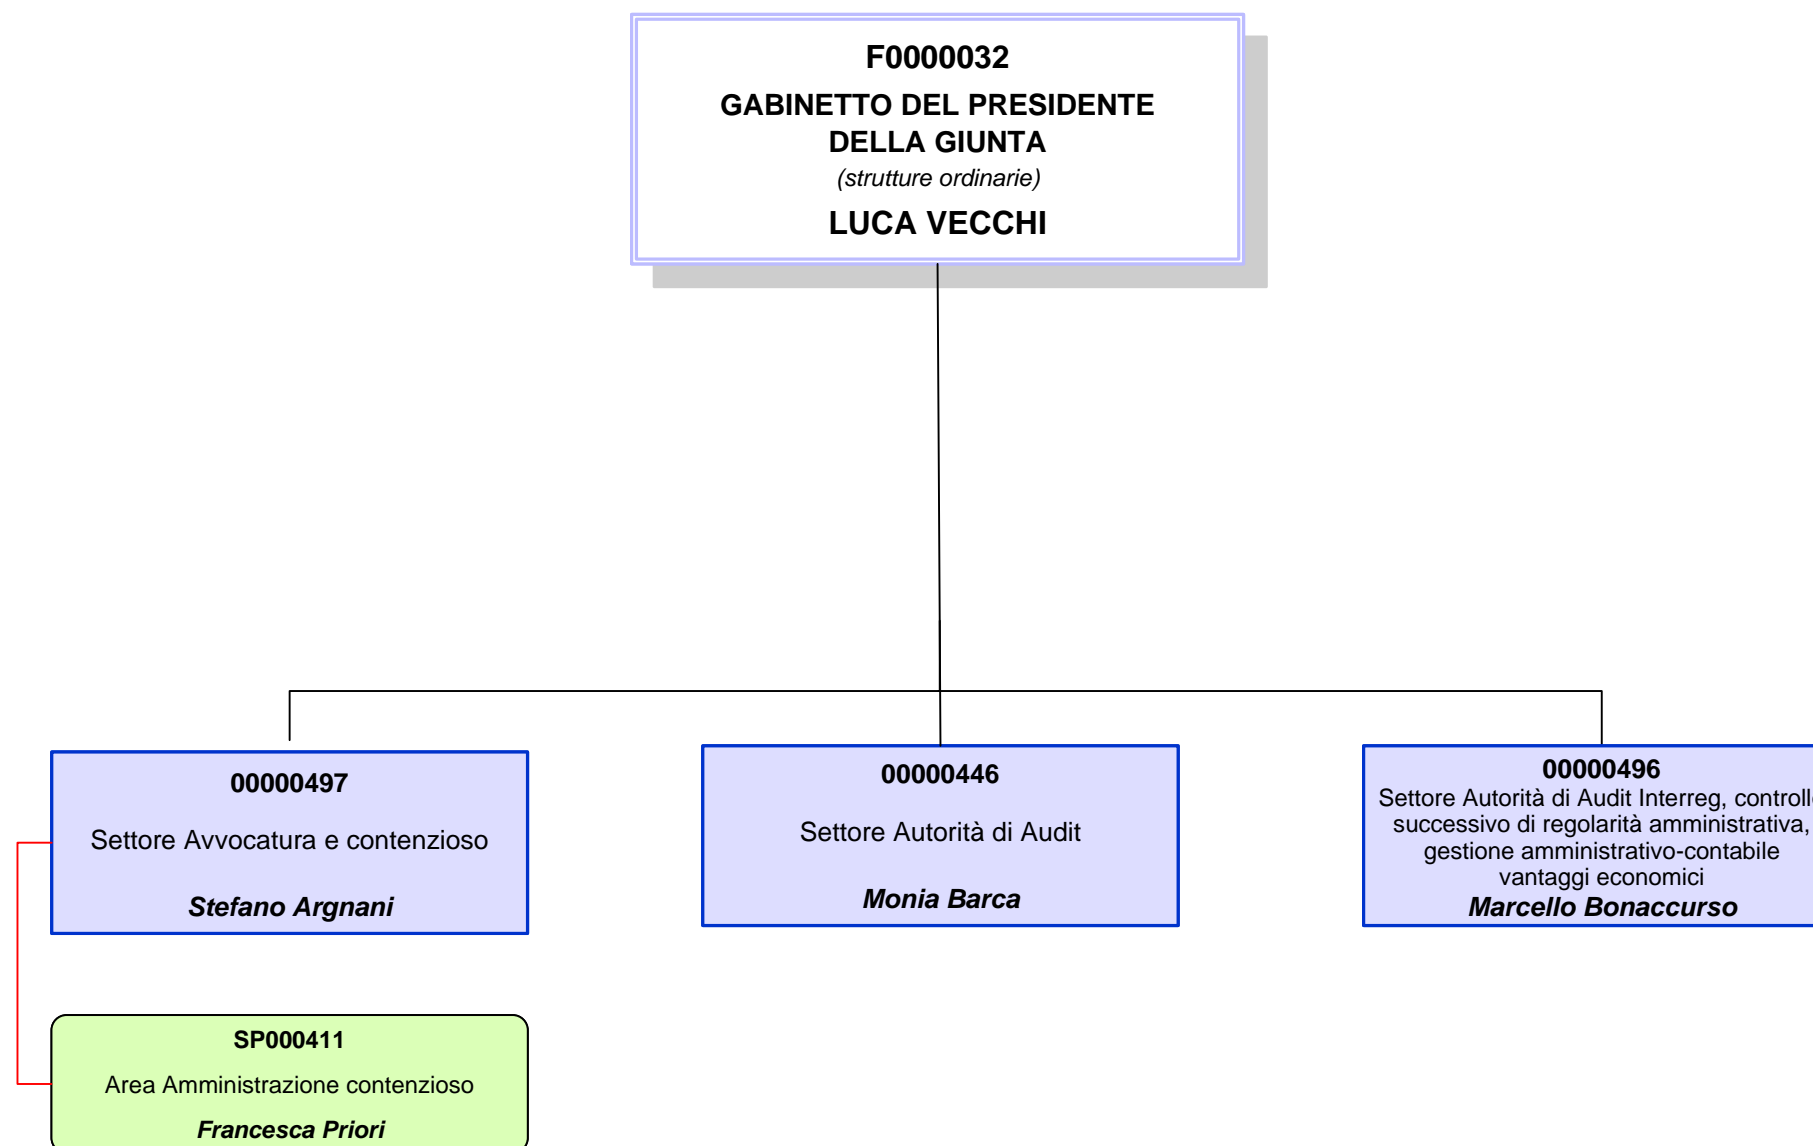 F0000032
GABINETTO DEL PRESIDENTE
DELLA GIUNTA
(strutture ordinarie)
LUCA VECCHI
00000497
Settore Avvocatura e contenzioso
Stefano Argnani
00000446
Settore Autorità di Audit
Monia Barca
00000496
Settore Autorità di Audit Interreg, controllo
successivo di regolarità amministrativa,
gestione amministrativo-contabile
vantaggi economici
Marcello Bonaccurso
SP000411
Area Amministrazione contenzioso
Francesca Priori